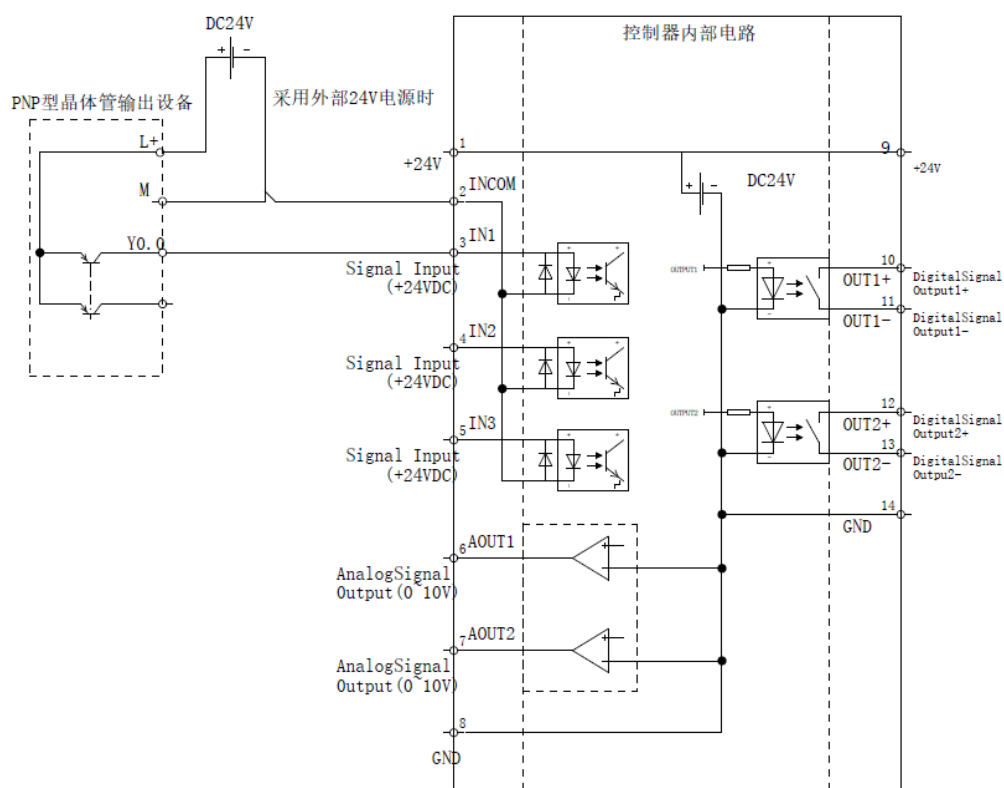 DC24V
+ -
控制器内部电路
采用外部24V电源时
PNP型晶体管输出设备
L+
M
Y0.0
1
+24V
2 INCOM
3 IN1
Signal Input
(+24VDC)
4 IN2
Signal Input
(+24VDC)
5 IN3
Signal Input
(+24VDC)
6 AOUT1
AnalogSignal
Output(0~10V)
7 AOUT2
AnalogSignal
Output(0~10V)
8
GND
9
+24V
DC24V
+ -
OUTPUT1
10
OUT1+
DigitalSignal
Output1+
11
OUT1-
DigitalSignal
Output1-
OUTPUT2
12
OUT2+
DigitalSignal
Output2+
13
OUT2-
DigitalSignal
Outpu2-
14
GND